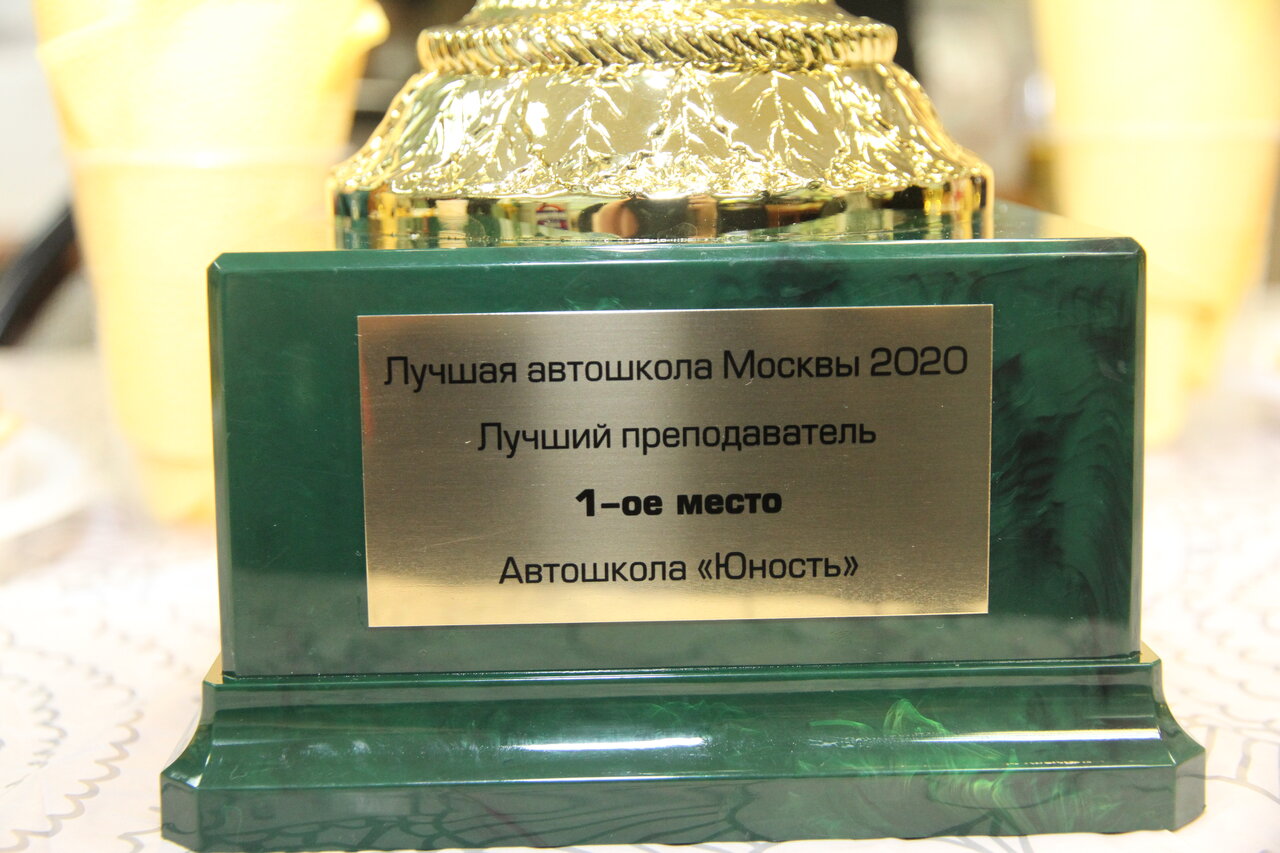 Лучшая автошкола Москвы 2020
Лучший преподаватель
1-ое место
Автошкола «Юность»